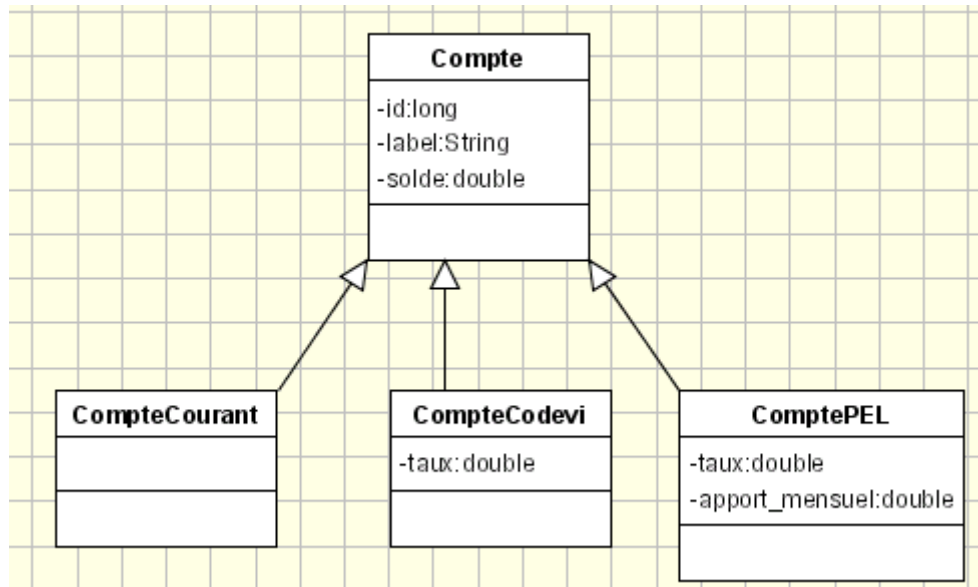 Compte
-id:long
-label:String
-solde:double
CompteCourant
CompteCodevi
-taux:double
ComptePEL
-taux:double
-apport_mensuel:double